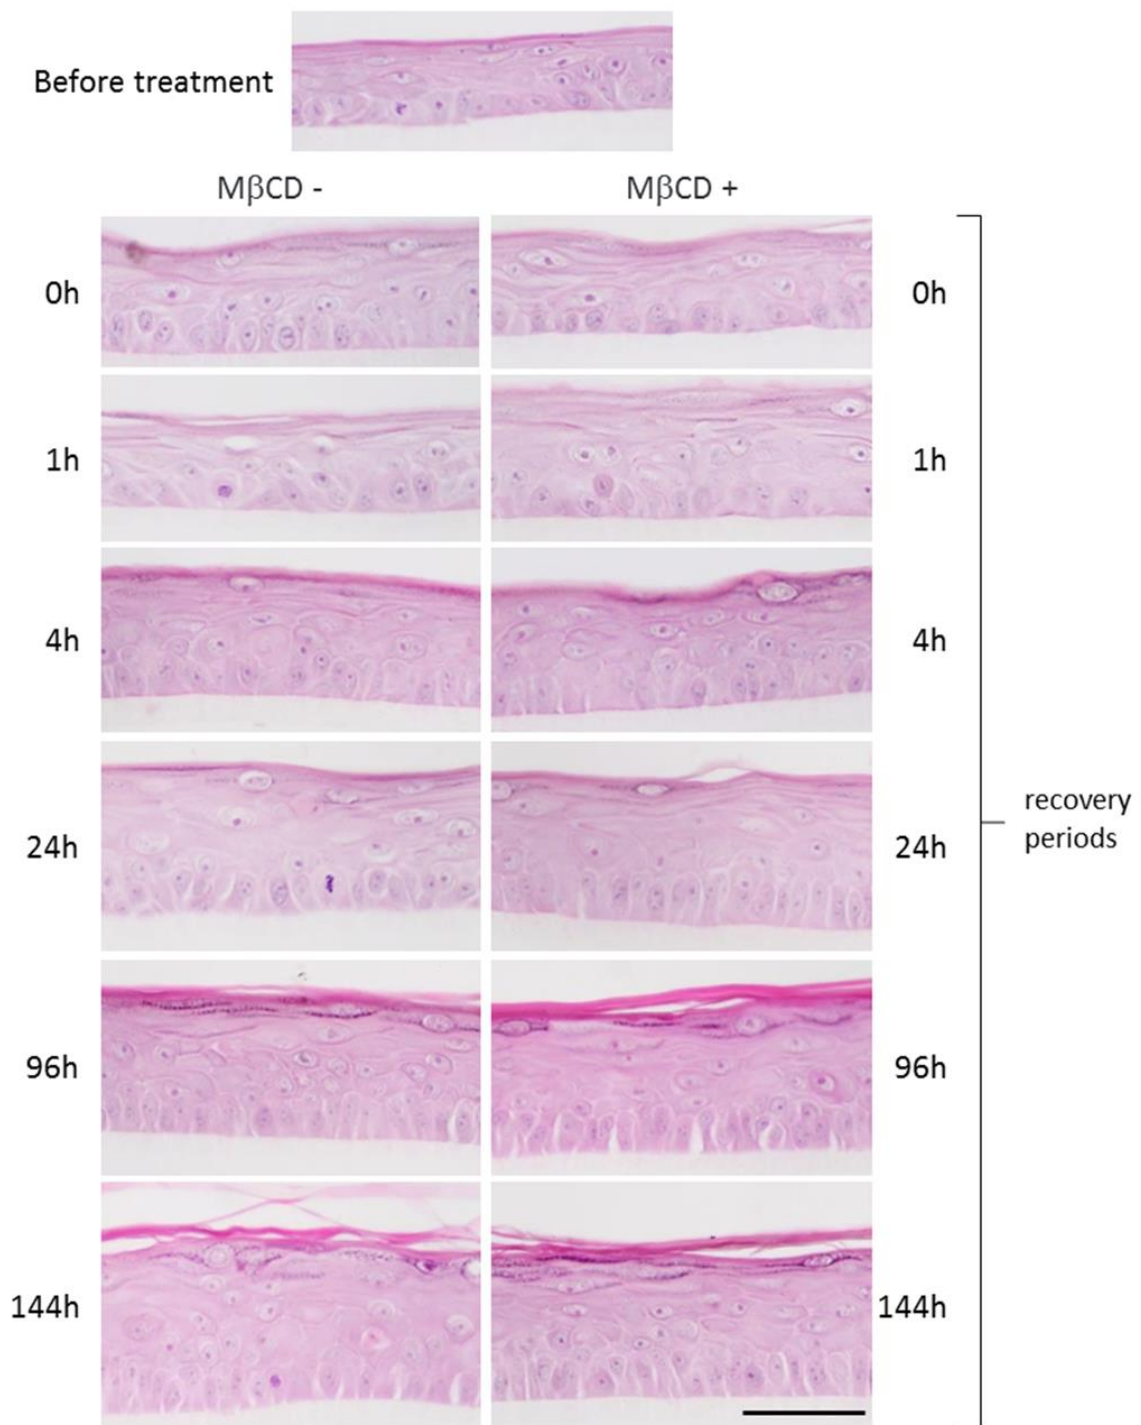 Before treatment
MβCD -
MβCD +
0h
0h
1h
1h
4h
4h
24h
24h
recovery
periods
96h
96h
144h
144h